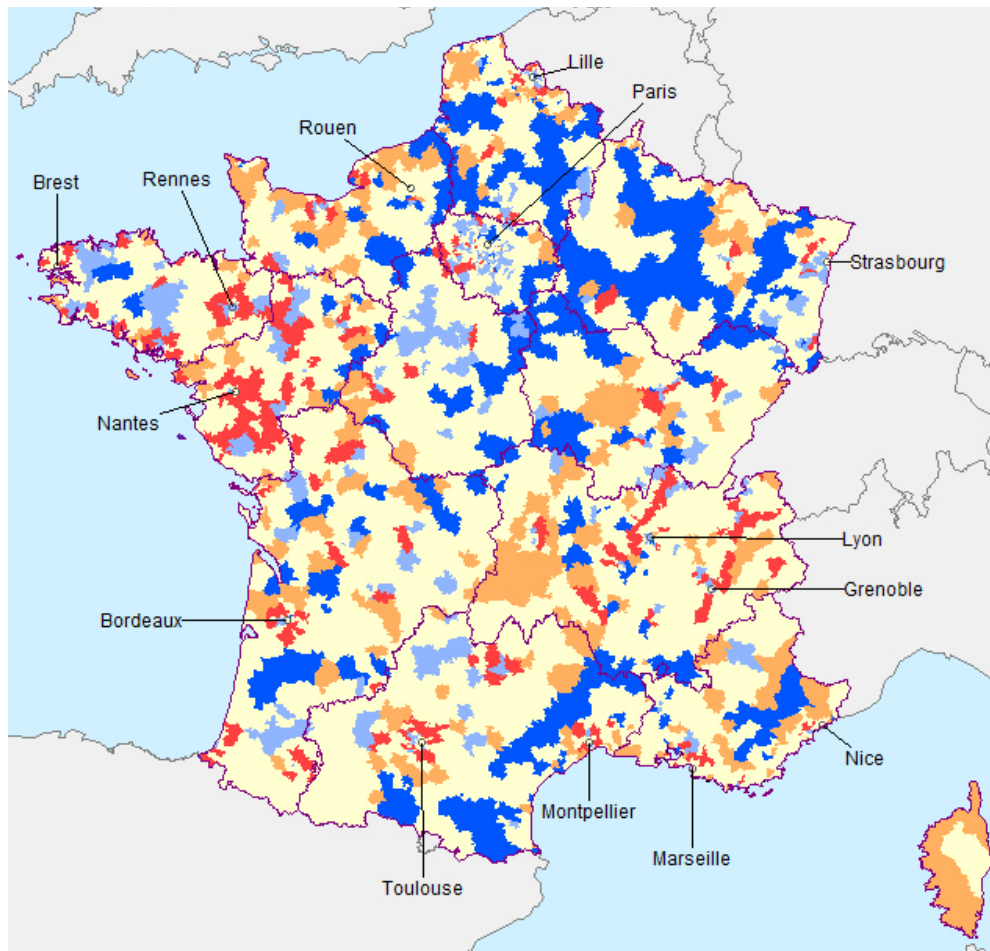 Lille
Paris
Rouen
Brest
Rennes
Strasbourg
Nantes
Lyon
Grenoble
Bordeaux
Nice
Montpellier
Marseille
Toulouse